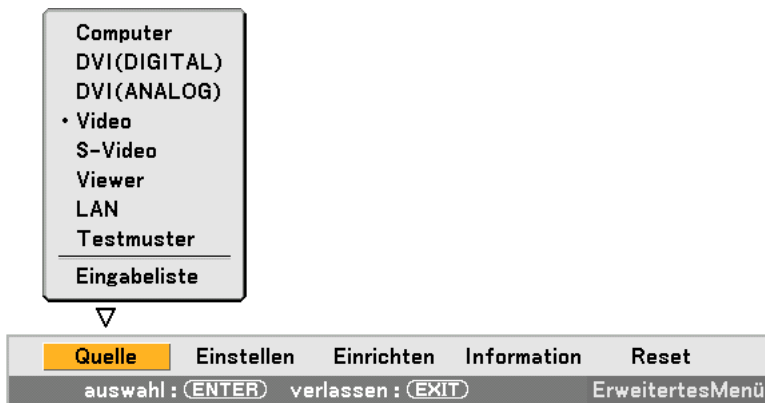 Computer
DVI(DIGITAL)
DVI(ANALOG)
• Video
S-Video
Viewer
LAN
Testmuster
Eingabeliste
Quelle Einstellen Einrichten Information Reset
auswahl : ENTER verlassen : EXIT ErweitertesMenü